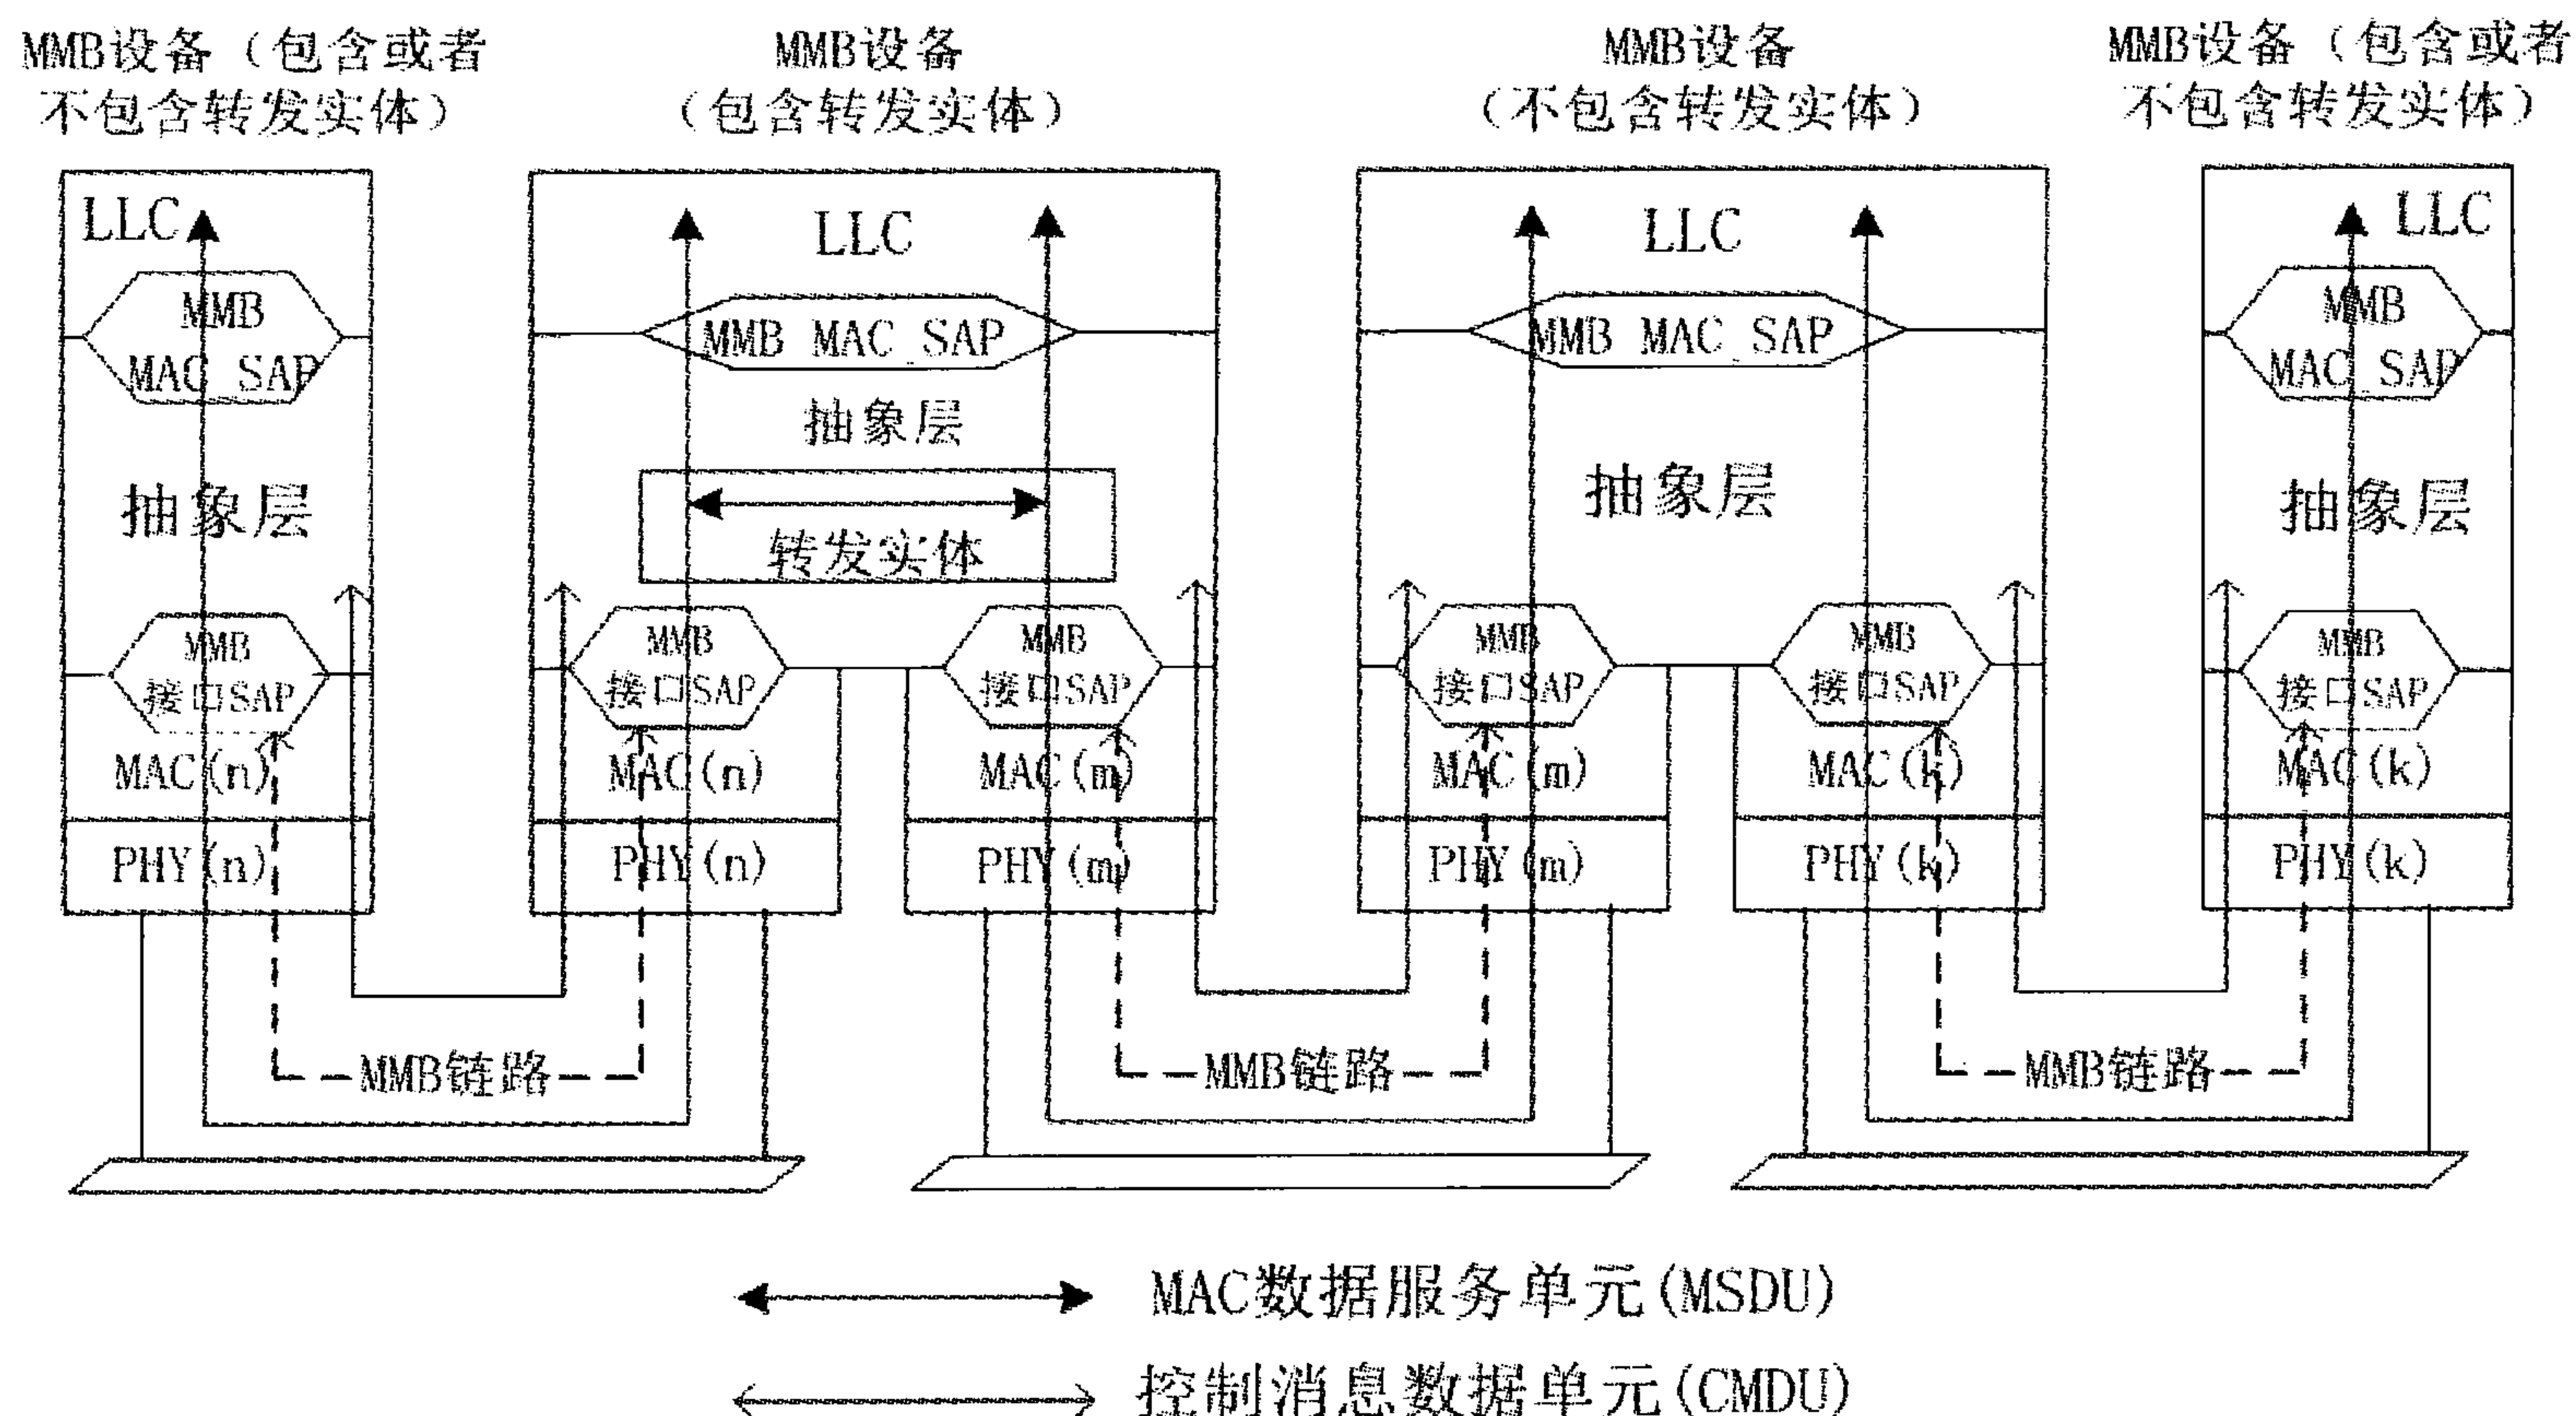 MMB设备（包含或者
不包含转发实体）
MMB设备
（包含转发实体）
MMB设备
（不包含转发实体）
MMB设备（包含或者
不包含转发实体）
LLC
MMB
MAC_SAP
抽象层
MMB
接口SAP
MAC(n)
PHY(n)
LLC
MMB MAC_SAP
抽象层
转发实体
MMB
接口SAP
MAC(n)
PHY(n)
MMB
接口SAP
MAC(m)
PHY(m)
LLC
MMB MAC_SAP
抽象层
MMB
接口SAP
MAC(m)
PHY(m)
MMB
接口SAP
MAC(k)
PHY(k)
LLC
MMB
MAC_SAP
抽象层
MMB
接口SAP
MAC(k)
PHY(k)
MMB链路
MMB链路
MMB链路
MAC数据服务单元(MSDU)
控制消息数据单元(CMDU)